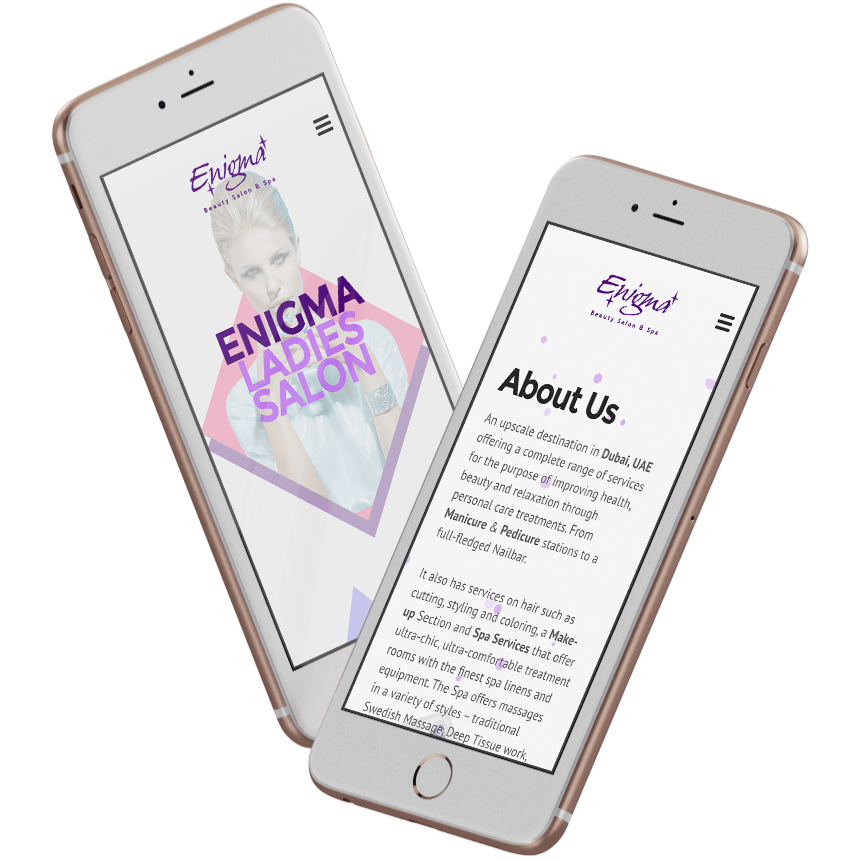 Enigma
Beauty Salon & Spa
ENIGMA
LADIES
SALON
Enigma
Beauty Salon & Spa
About Us
An upscale destination in Dubai, UAE
offering a complete range of services
for the purpose of improving health,
beauty and relaxation through
personal care treatments. From
Manicure & Pedicure stations to a
full-fledged Nailbar.
It also has services on hair such as
cutting, styling and coloring, a Make-
up Section and Spa Services that offer
ultra-chic, ultra-comfortable treatment
rooms with the finest spa linens and
equipment. The Spa offers massages
in a variety of styles – traditional
Swedish Massage, Deep Tissue work,